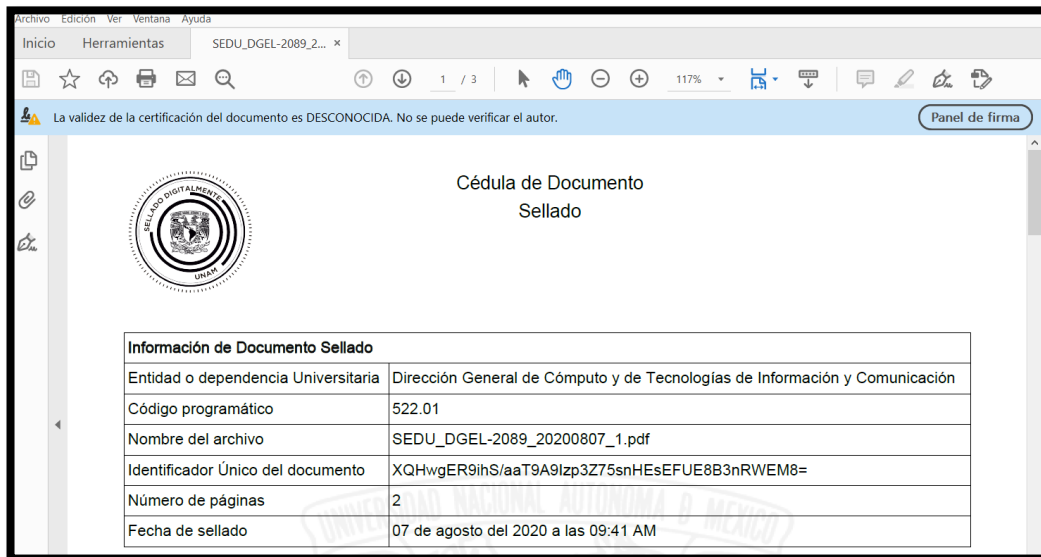 Archivo Edición Ver Ventana Ayuda
Inicio Herramientas SEDU_DGEL-2089_2... ×
1 / 3 117%
La validez de la certificación del documento es DESCONOCIDA. No se puede verificar el autor. Panel de firma
SELLADO DIGITALMENTE
UNAM
Cédula de Documento
Sellado
Información de Documento Sellado
Entidad o dependencia Universitaria Dirección General de Cómputo y de Tecnologías de Información y Comunicación
Código programático 522.01
Nombre del archivo SEDU_DGEL-2089_20200807_1.pdf
Identificador Único del documento XQHwgER9ihS/aaT9A9Izp3Z75snHEsEFUE8B3nRWEM8=
Número de páginas 2
UNIVERSIDAD NACIONAL AUTONOMA D MEXICO
Fecha de sellado 07 de agosto del 2020 a las 09:41 AM